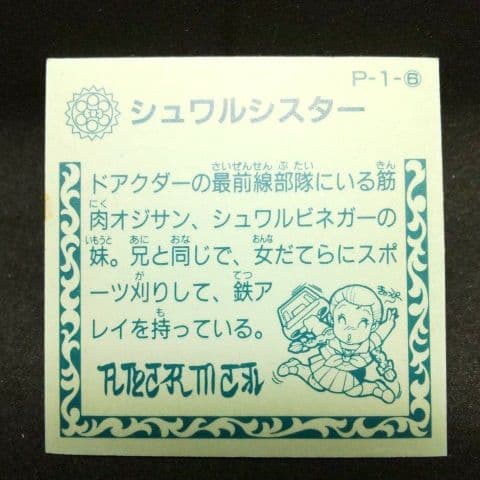 P-1-⑥
シュワルシスター
ドアクダーの最前線部隊にいる筋
肉オジサン、シュワルビネガーの
妹。兄と同じで、女だてらにスポ
ーツ刈りして、鉄ア
レイを持っている。